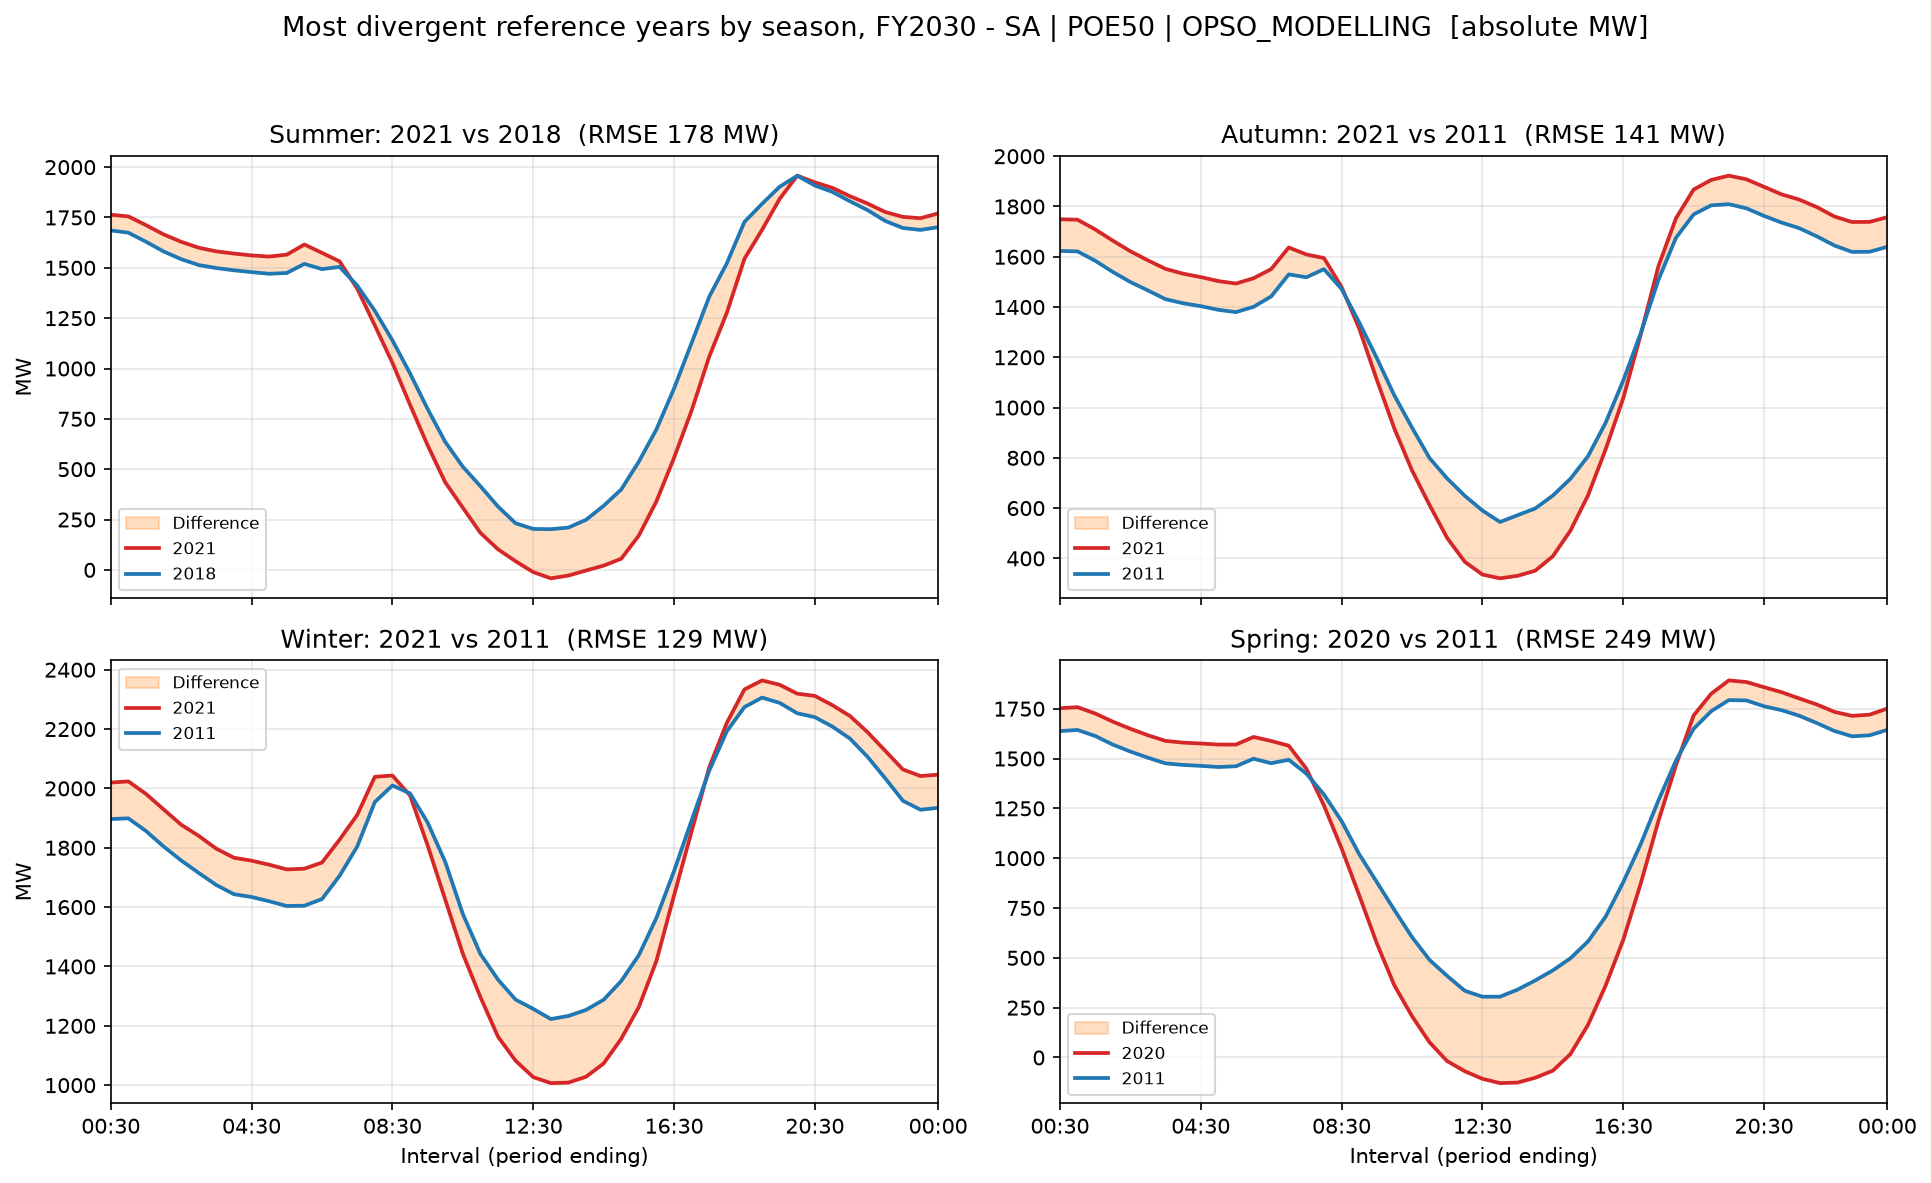 Most divergent reference years by season, FY2030 - SA | POE50 | OPSO_MODELLING  [absolute MW]
Summer: 2021 vs 2018  (RMSE 178 MW)
2000
1750
1500
1250
1000
750
500
250
0
MW
Difference
2021
2018
Autumn: 2021 vs 2011  (RMSE 141 MW)
2000
1800
1600
1400
1200
1000
800
600
400
Difference
2021
2011
Winter: 2021 vs 2011  (RMSE 129 MW)
2400
2200
2000
1800
1600
1400
1200
1000
MW
Difference
2021
2011
00:30 04:30 08:30 12:30 16:30 20:30 00:00
Interval (period ending)
Spring: 2020 vs 2011  (RMSE 249 MW)
1750
1500
1250
1000
750
500
250
0
Difference
2020
2011
00:30 04:30 08:30 12:30 16:30 20:30 00:00
Interval (period ending)